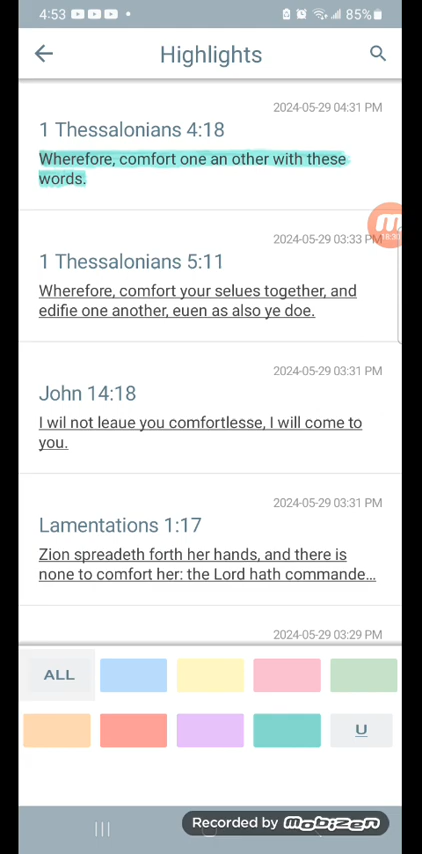 4:53
85%
Highlights
2024-05-29 04:31 PM
1 Thessalonians 4:18
Wherefore, comfort one an other with these
words.
2024-05-29 03:33 PM
1 Thessalonians 5:11
Wherefore, comfort your selues together, and
edifie one another, euen as also ye doe.
2024-05-29 03:31 PM
John 14:18
I wil not leaue you comfortlesse, I will come to
you.
2024-05-29 03:31 PM
Lamentations 1:17
Zion spreadeth forth her hands, and there is
none to comfort her: the Lord hath commande...
2024-05-29 03:29 PM
ALL
U
Recorded by mobizen